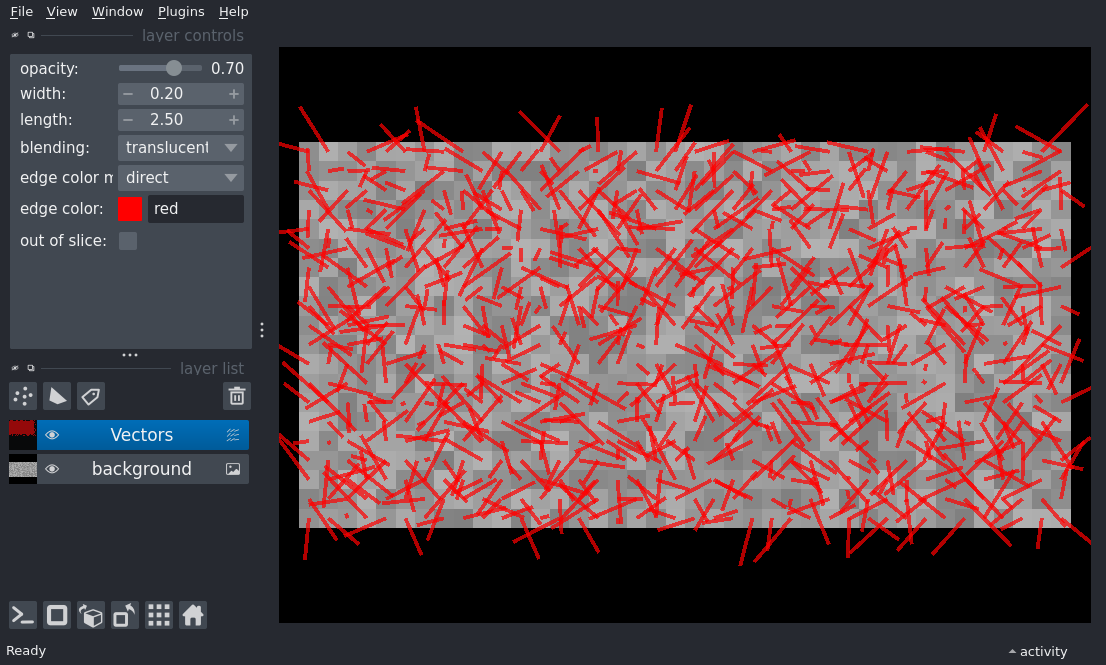 File View Window Plugins Help
layer controls
opacity: 0.70
width: − 0.20 +
length: − 2.50 +
blending: translucent
edge color m direct
edge color: red
out of slice:
layer list
Vectors
background
Ready
activity